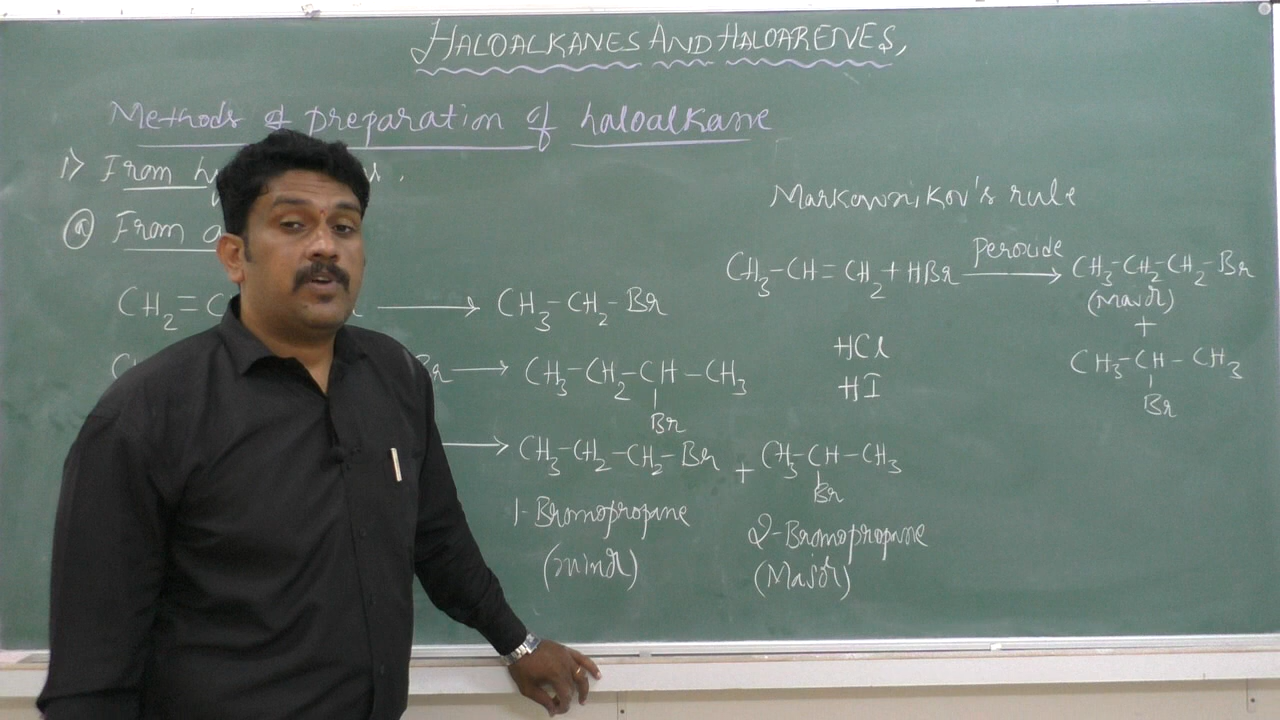 HALOALKANES AND HALOARENES,
Methods of preparation of haloalkane
1) From
Markownikov's rule
(a) From
CH₂=C ⟶ CH₃-CH₂-Br
CH₃-CH=CH₂+HBr Peroxide ⟶ CH₃-CH₂-CH₂-Br
(Major)
+
CH₃-CH-CH₃
Br
HCl
HI
Br ⟶ CH₃-CH₂-CH-CH₃
Br
⟶ CH₃-CH₂-CH₂-Br + CH₃-CH-CH₃
Br
1-Bromopropane
(minor)
2-Bromopropane
(Major)